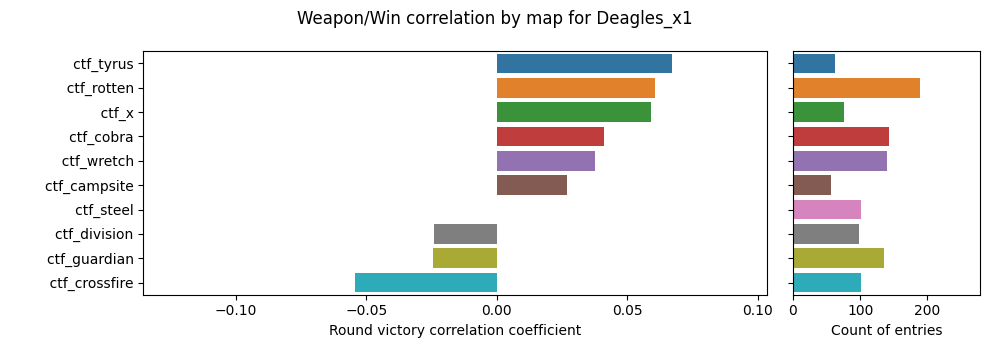 Weapon/Win correlation by map for Deagles_x1
ctf_tyrus
ctf_rotten
ctf_x
ctf_cobra
ctf_wretch
ctf_campsite
ctf_steel
ctf_division
ctf_guardian
ctf_crossfire
−0.10 −0.05 0.00 0.05 0.10
Round victory correlation coefficient
0 100 200
Count of entries